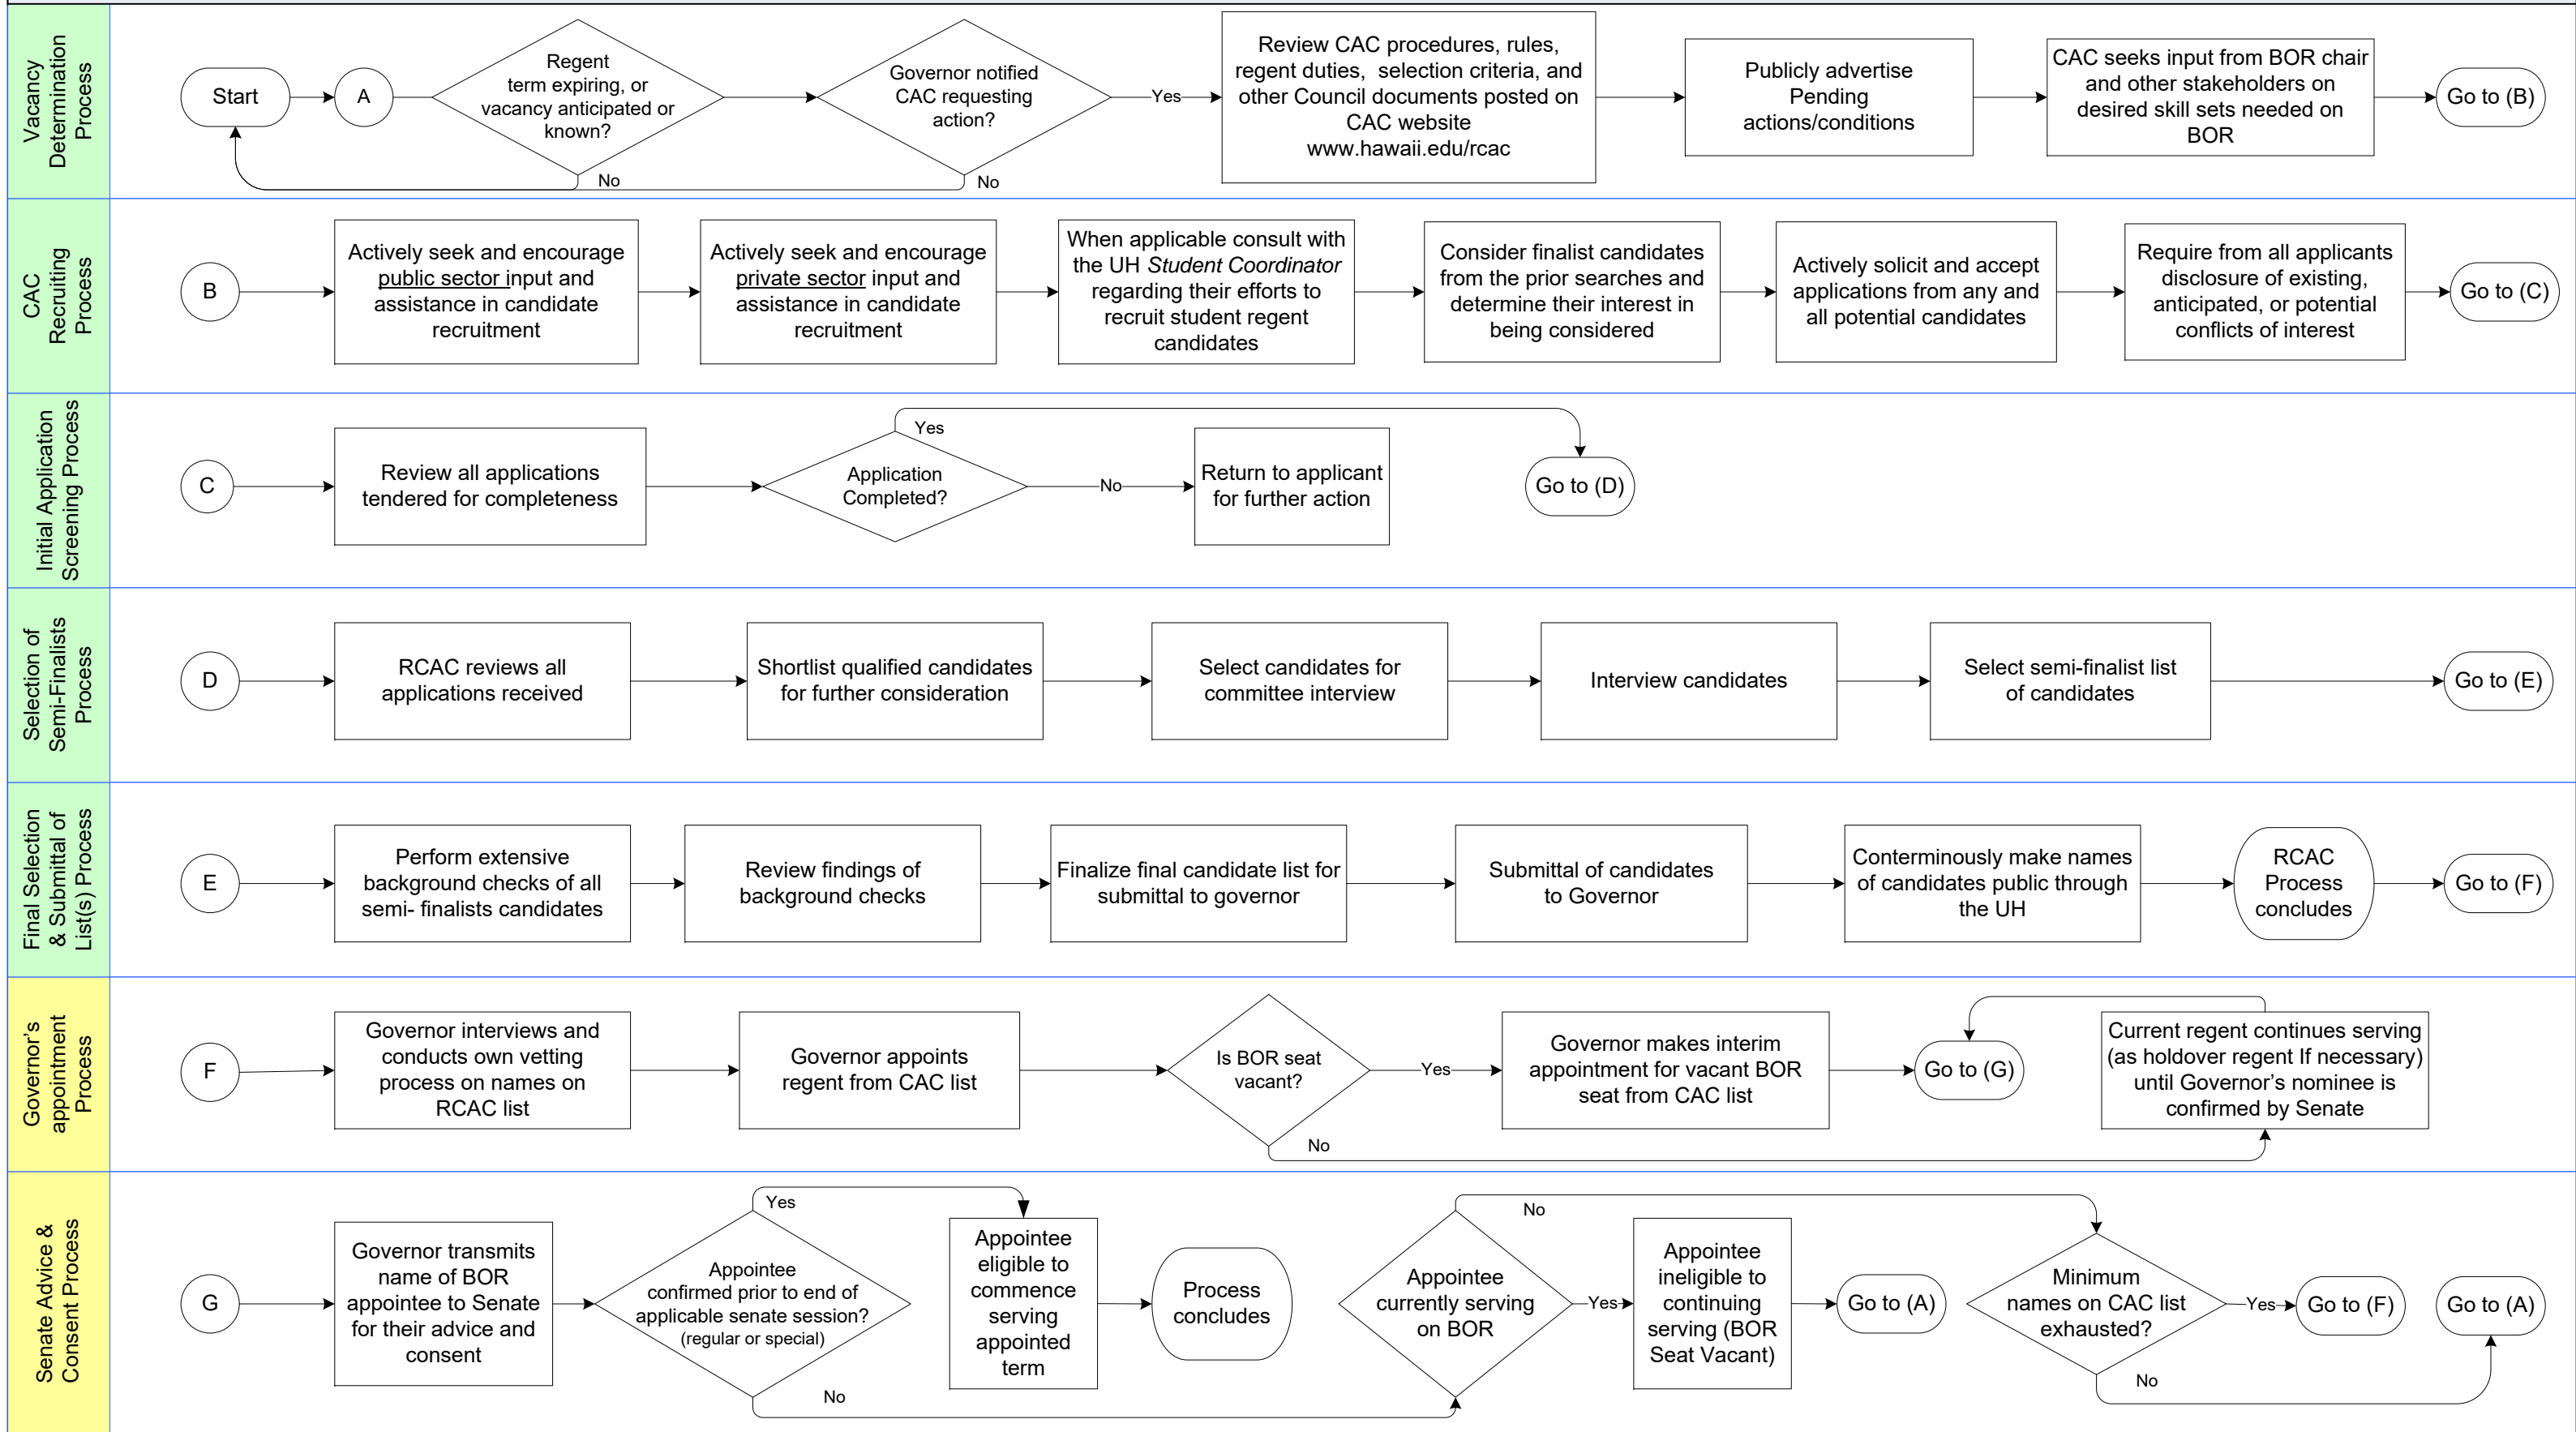 Vacancy
Determination
Process
Start
A
Regent
term expiring, or
vacancy anticipated or
known?
No
Governor notified
CAC requesting
action?
No
Yes
Review CAC procedures, rules,
regent duties, selection criteria, and
other Council documents posted on
CAC website
www.hawaii.edu/rcac
Publicly advertise
Pending
actions/conditions
CAC seeks input from BOR chair
and other stakeholders on
desired skill sets needed on
BOR
Go to (B)
CAC
Recruiting
Process
B
Actively seek and encourage
public sector input and
assistance in candidate
recruitment
Actively seek and encourage
private sector input and
assistance in candidate
recruitment
When applicable consult with
the UH Student Coordinator
regarding their efforts to
recruit student regent
candidates
Consider finalist candidates
from the prior searches and
determine their interest in
being considered
Actively solicit and accept
applications from any and
all potential candidates
Require from all applicants
disclosure of existing,
anticipated, or potential
conflicts of interest
Go to (C)
Initial Application
Screening Process
C
Review all applications
tendered for completeness
Application
Completed?
Yes
No
Return to applicant
for further action
Go to (D)
Selection of
Semi-Finalists
Process
D
RCAC reviews all
applications received
Shortlist qualified candidates
for further consideration
Select candidates for
committee interview
Interview candidates
Select semi-finalist list
of candidates
Go to (E)
Final Selection
& Submittal of
List(s) Process
E
Perform extensive
background checks of all
semi- finalists candidates
Review findings of
background checks
Finalize final candidate list for
submittal to governor
Submittal of candidates
to Governor
Conterminously make names
of candidates public through
the UH
RCAC
Process
concludes
Go to (F)
Governor's
appointment
Process
F
Governor interviews and
conducts own vetting
process on names on
RCAC list
Governor appoints
regent from CAC list
Is BOR seat
vacant?
Yes
No
Governor makes interim
appointment for vacant BOR
seat from CAC list
Go to (G)
Current regent continues serving
(as holdover regent If necessary)
until Governor's nominee is
confirmed by Senate
Senate Advice &
Consent Process
G
Governor transmits
name of BOR
appointee to Senate
for their advice and
consent
Appointee
confirmed prior to end of
applicable senate session?
(regular or special)
Yes
No
Appointee
eligible to
commence
serving
appointed
term
Process
concludes
Appointee
currently serving
on BOR
No
Yes
Appointee
ineligible to
continuing
serving (BOR
Seat Vacant)
Go to (A)
Minimum
names on CAC list
exhausted?
Yes
No
Go to (F)
Go to (A)